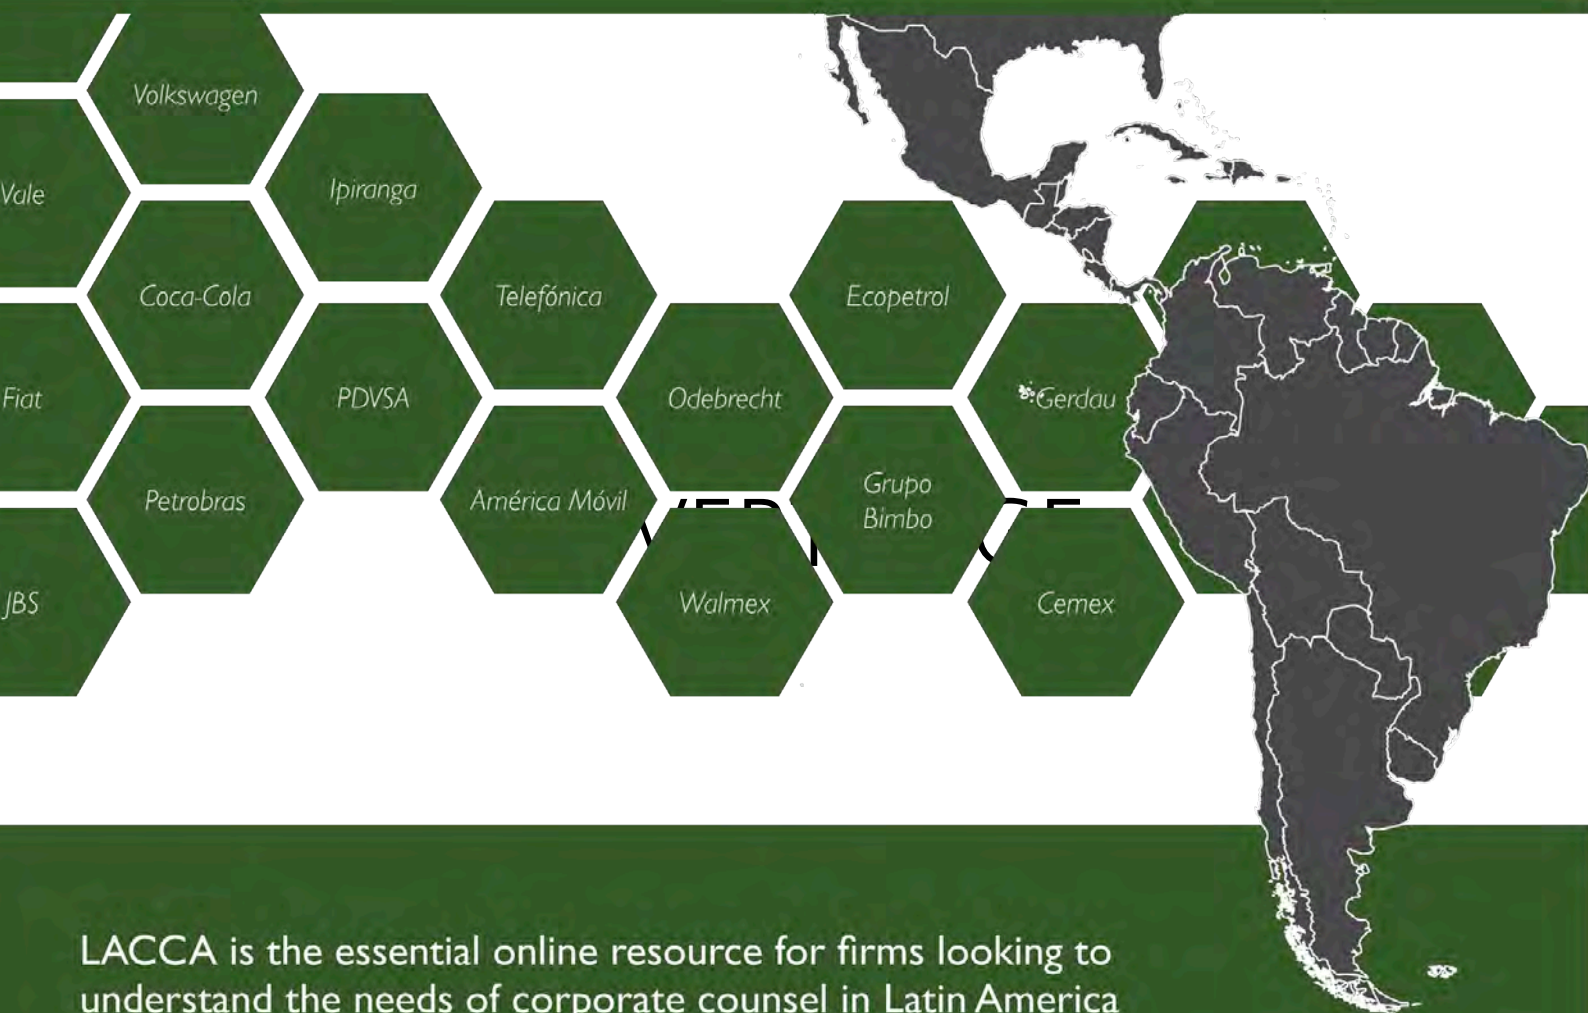 Volkswagen
Vale
Ipiranga
Coca-Cola
Telefónica
Ecopetrol
Fiat
PDVSA
Odebrecht
Gerdau
Petrobras
América Móvil
Grupo
Bimbo
JBS
Walmex
Cemex
LACCA is the essential online resource for firms looking to
understand the needs of corporate counsel in Latin America